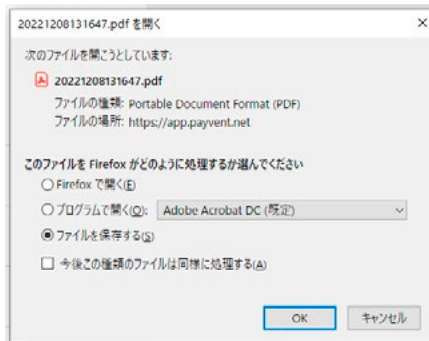 20221208131647.pdf を開く
次のファイルを開こうとしています:
20221208131647.pdf
ファイルの種類: Portable Document Format (PDF)
ファイルの場所: https://app.payvent.net
このファイルを Firefox がどのように処理するか選んでください
Firefox で開く(F)
プログラムで開く(O): Adobe Acrobat DC (既定)
ファイルを保存する(S)
今後この種類のファイルは同様に処理する(A)
OK キャンセル